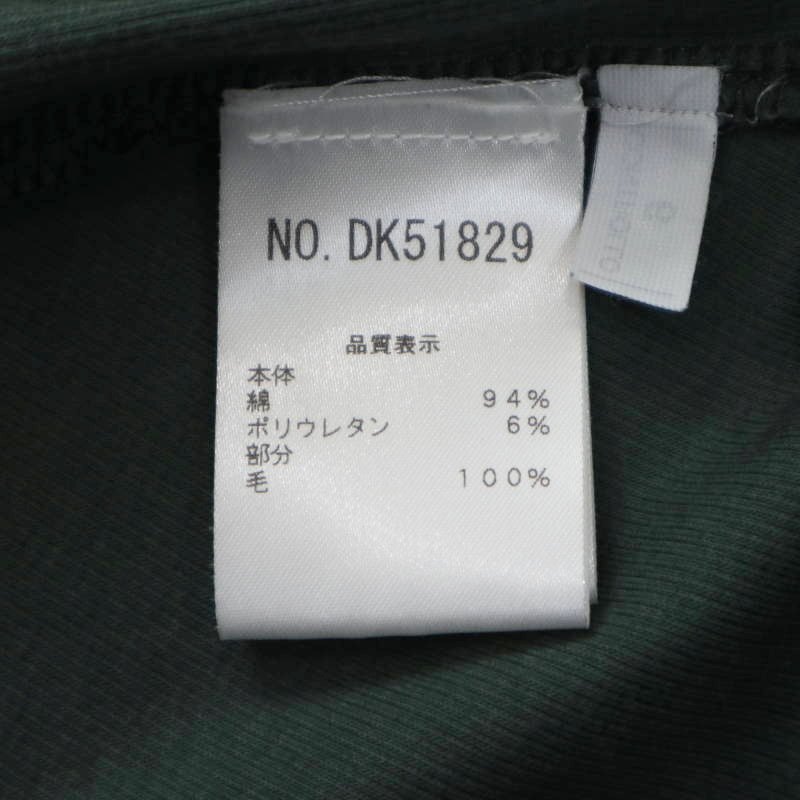 NO. DK51829
品質表示
本体
綿 94%
ポリウレタン 6%
部分
毛 100%